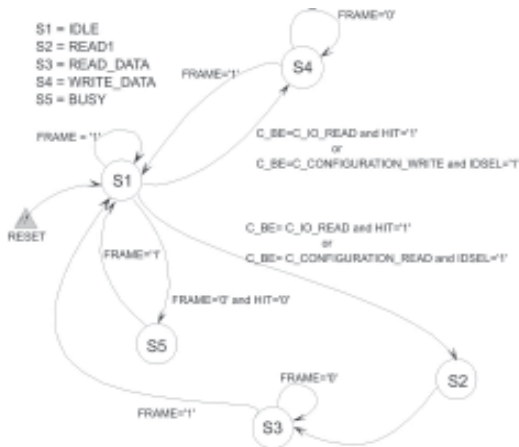 S1 = IDLE
S2 = READ1
S3 = READ_DATA
S4 = WRITE_DATA
S5 = BUSY
FRAME='0'
S4
FRAME='1'
FRAME = '1'
C_BE=C_IO_READ and HIT='1'
or
C_BE=C_CONFIGURATION_WRITE and IDSEL='1'
S1
RESET
C_BE= C_IO_READ and HIT='1'
or
C_BE= C_CONFIGURATION_READ and IDSEL='1'
FRAME='1'
FRAME='0' and HIT='0'
S5
S2
FRAME='0'
FRAME='1'
S3